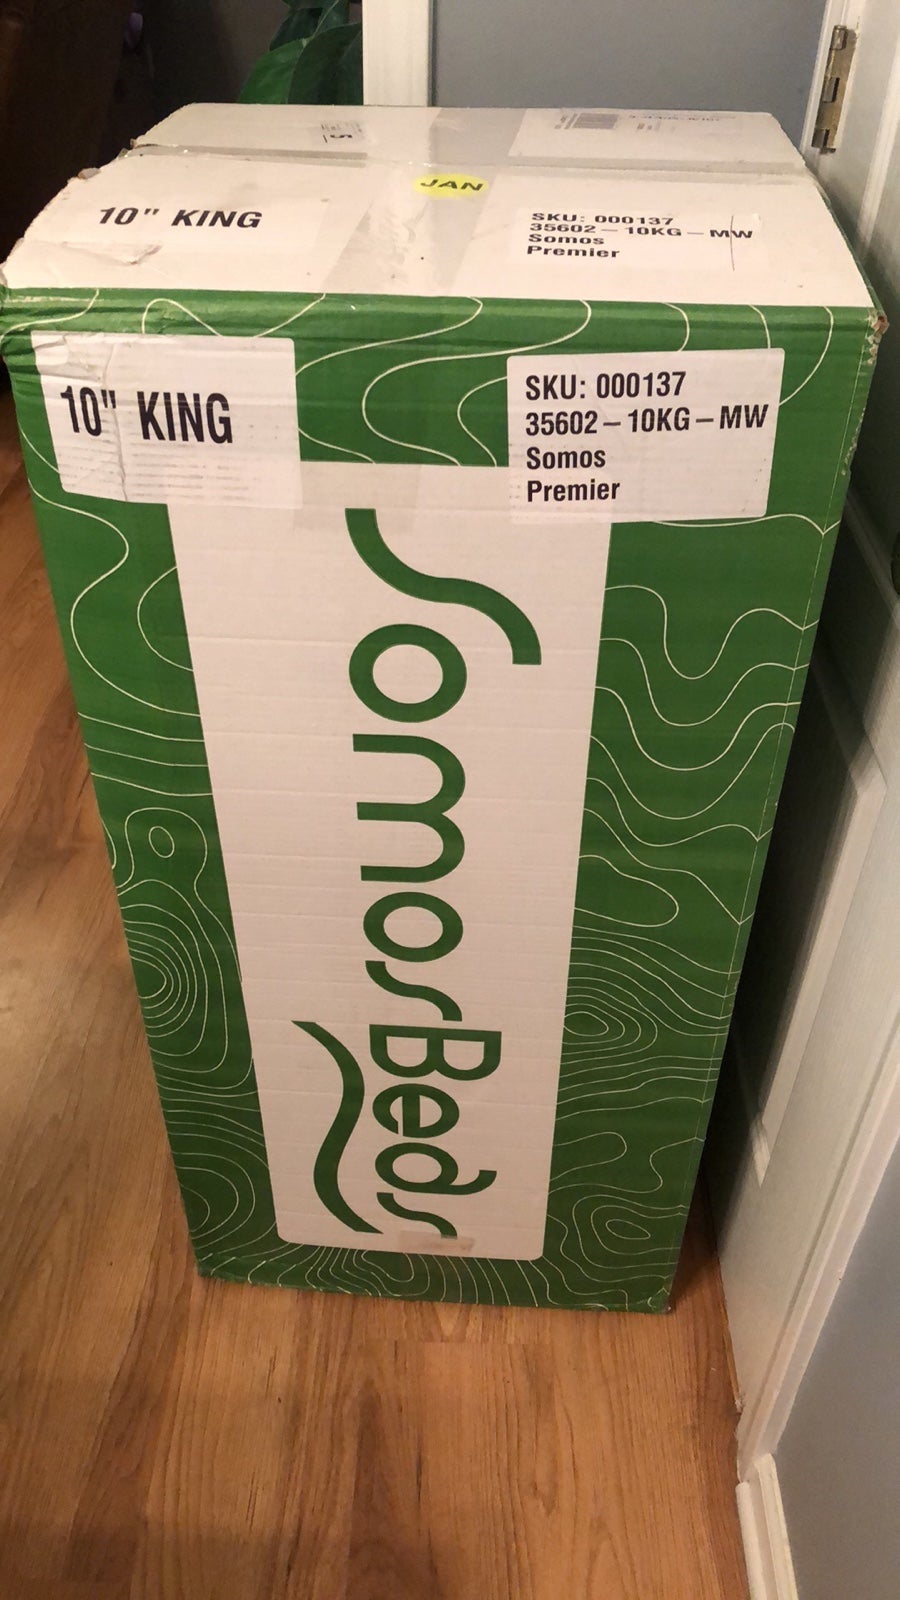 JAN
10" KING
SKU: 000137
35602 – 10KG – MW
Somos
Premier
10" KING
SKU: 000137
35602 – 10KG – MW
Somos
Premier
SomosBeds